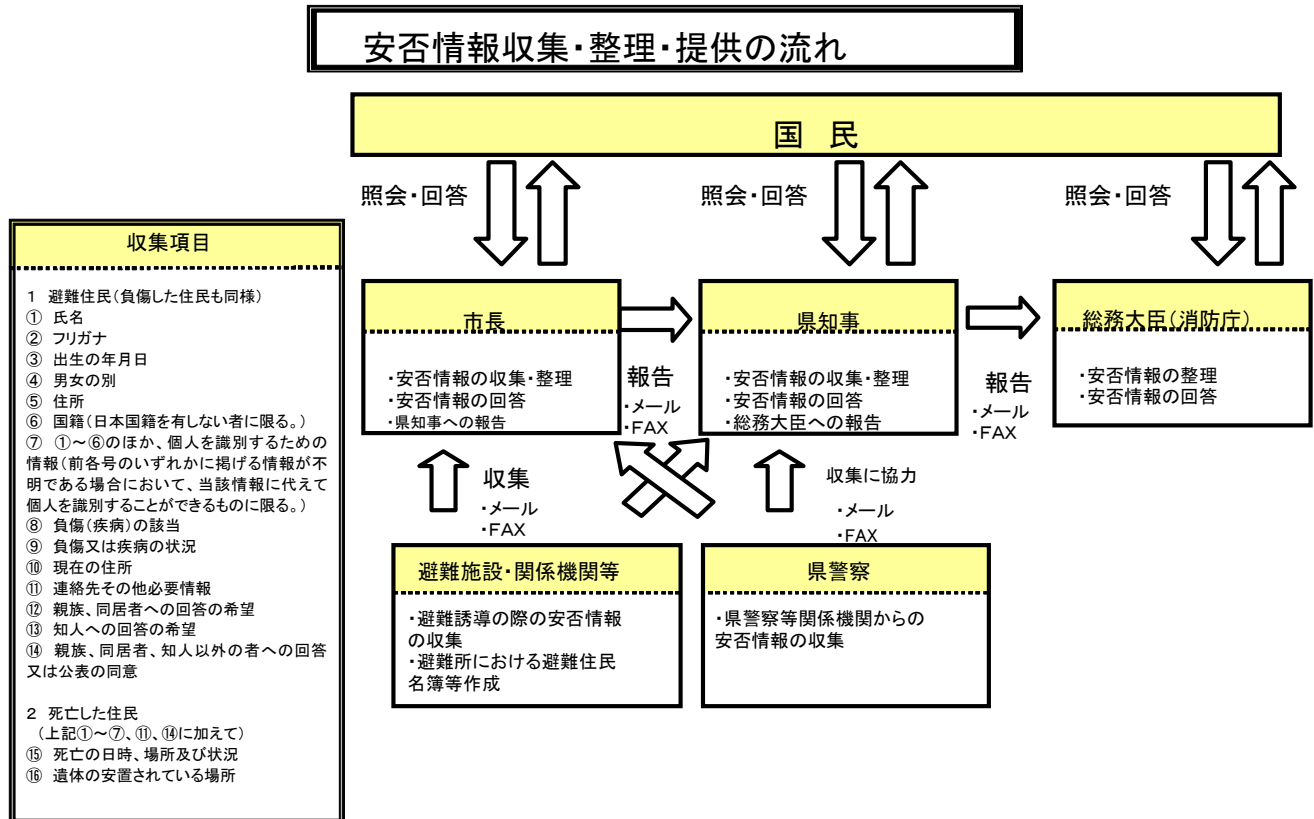 安否情報収集・整理・提供の流れ
国 民
照会・回答
照会・回答
照会・回答
収集項目
1 避難住民(負傷した住民も同様)
① 氏名
② フリガナ
③ 出生の年月日
④ 男女の別
⑤ 住所
⑥ 国籍(日本国籍を有しない者に限る。)
⑦ ①～⑥のほか、個人を識別するための
情報(前各号のいずれかに掲げる情報が不
明である場合において、当該情報に代えて
個人を識別することができるものに限る。)
⑧ 負傷(疾病)の該当
⑨ 負傷又は疾病の状況
⑩ 現在の住所
⑪ 連絡先その他必要情報
⑫ 親族、同居者への回答の希望
⑬ 知人への回答の希望
⑭ 親族、同居者、知人以外の者への回答
又は公表の同意
2 死亡した住民
(上記①～⑦、⑪、⑭に加えて)
⑮ 死亡の日時、場所及び状況
⑯ 遺体の安置されている場所
市長
・安否情報の収集・整理
・安否情報の回答
・県知事への報告
報告
・メール
・FAX
県知事
・安否情報の収集・整理
・安否情報の回答
・総務大臣への報告
報告
・メール
・FAX
総務大臣(消防庁)
・安否情報の整理
・安否情報の回答
収集
・メール
・FAX
収集に協力
・メール
・FAX
避難施設・関係機関等
・避難誘導の際の安否情報
の収集
・避難所における避難住民
名簿等作成
県警察
・県警察等関係機関からの
安否情報の収集